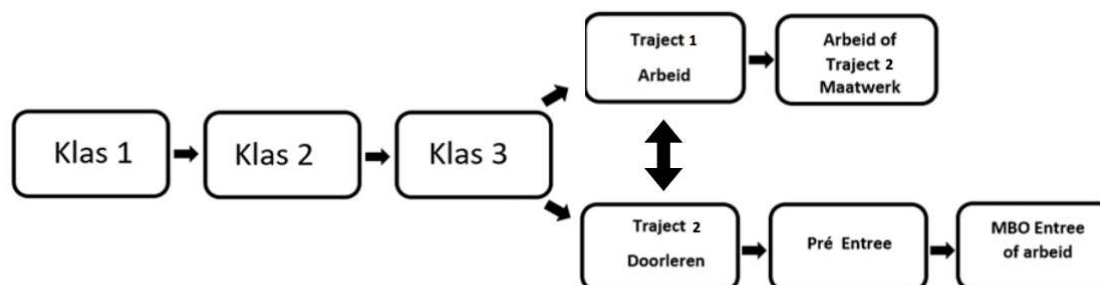 Klas 1
Klas 2
Klas 3
Traject 1
Arbeid
Arbeid of
Traject 2
Maatwerk
Traject 2
Doorleren
Pré Entree
MBO Entree
of arbeid